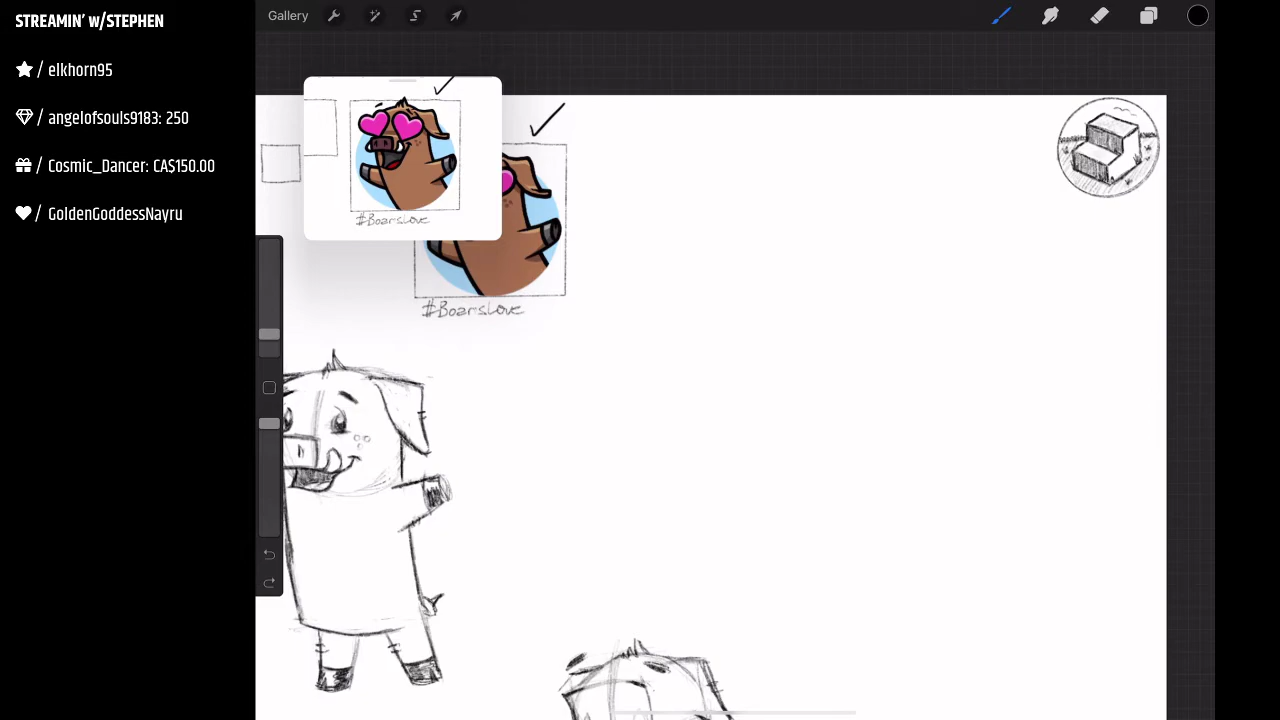 STREAMIN' w/STEPHEN
/ elkhorn95
/ angelofsouls9183: 250
/ Cosmic_Dancer: CA$150.00
/ GoldenGoddessNayru
Gallery
#BoarsLove
#BoarsLove